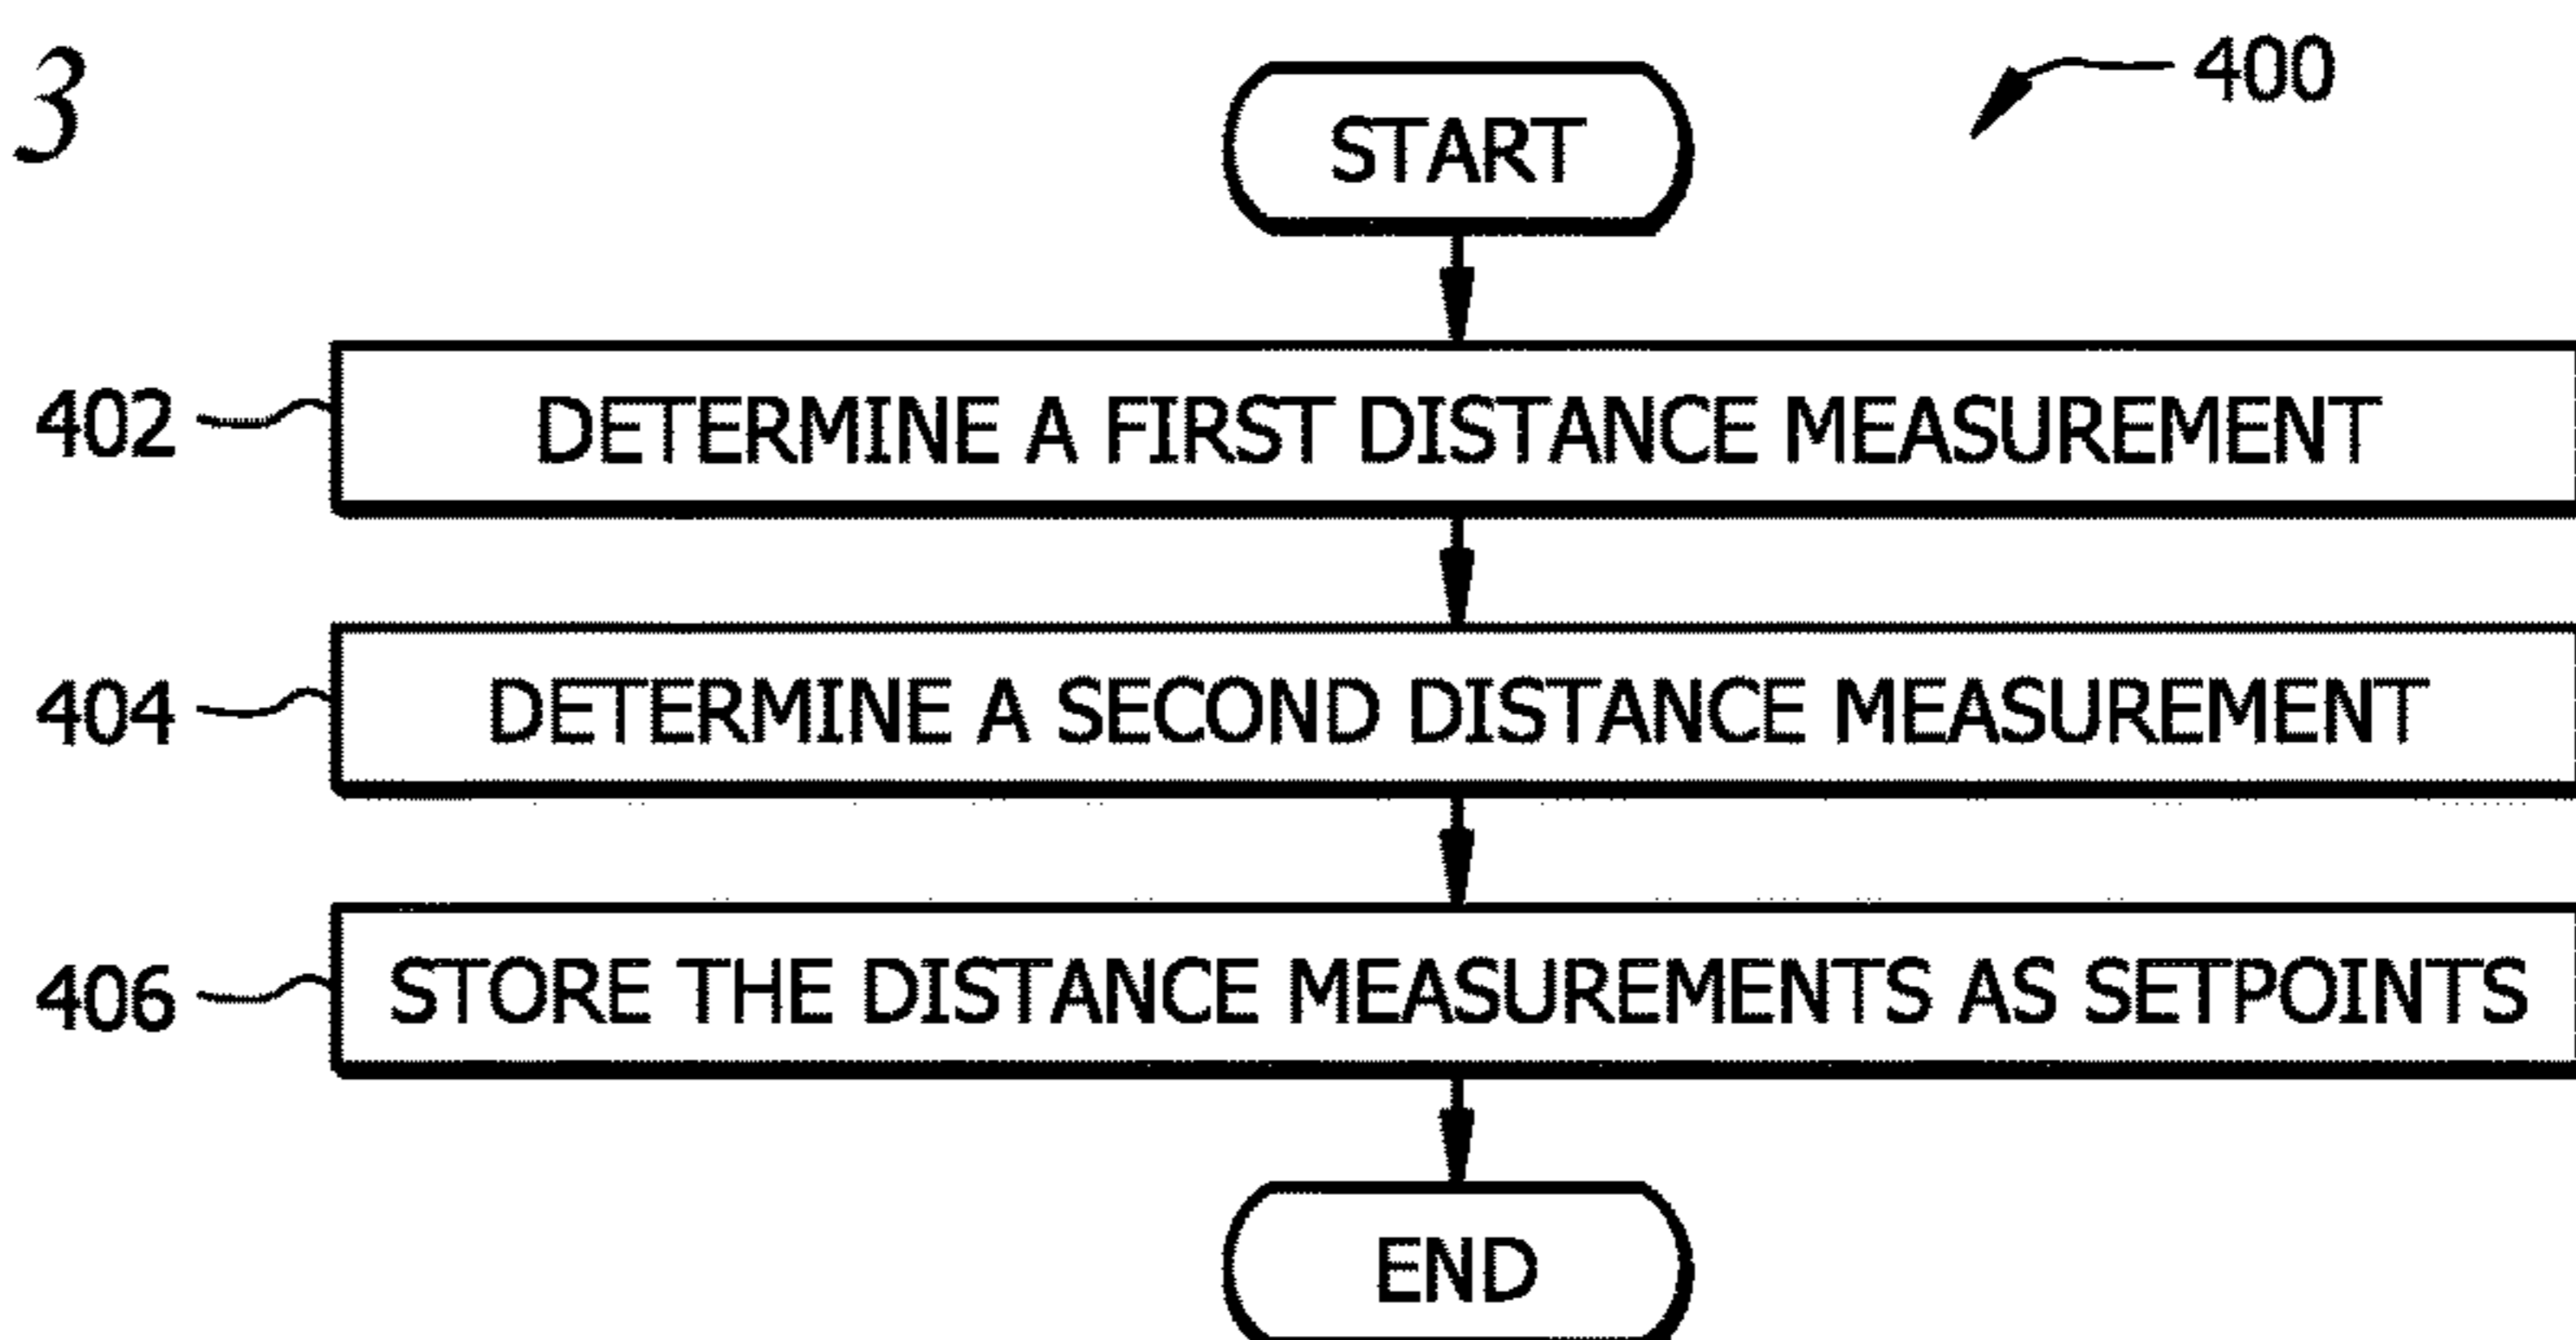 3
START
400
402
DETERMINE A FIRST DISTANCE MEASUREMENT
404
DETERMINE A SECOND DISTANCE MEASUREMENT
406
STORE THE DISTANCE MEASUREMENTS AS SETPOINTS
END